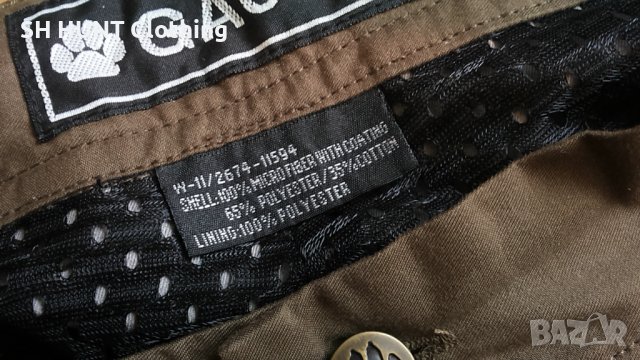 SH HUNT Clothing
W-11/2674-11594
SHELL:100% MICRO FIBER WITH COATING
65% POLYESTER/35%COTTON
LINING:100% POLYESTER
BAZAR